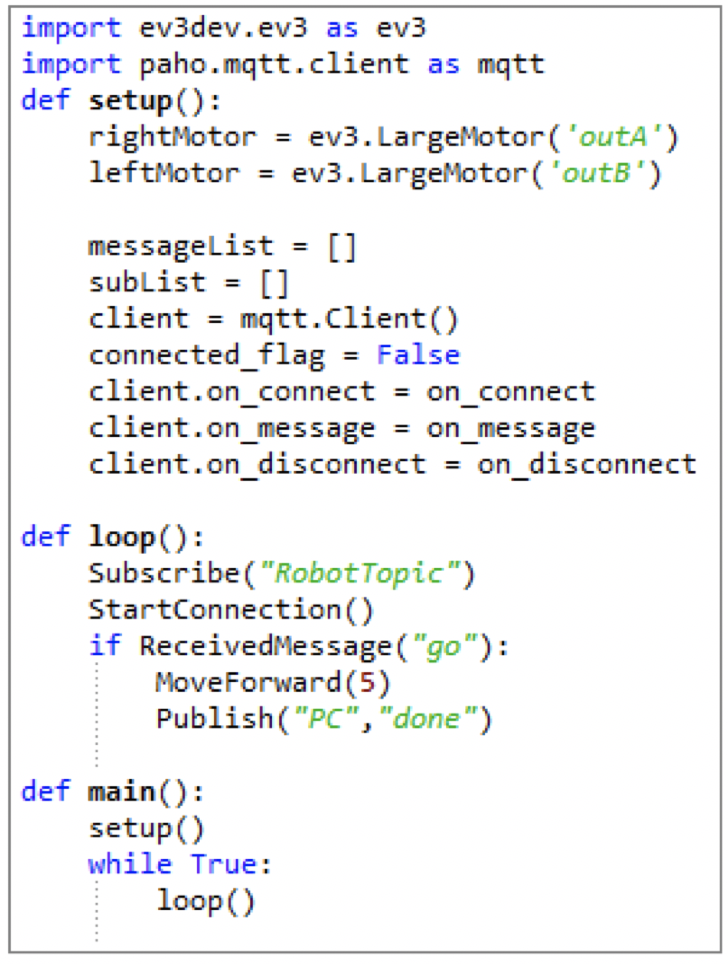 import ev3dev.ev3 as ev3
import paho.mqtt.client as mqtt
def setup():
    rightMotor = ev3.LargeMotor('outA')
    leftMotor = ev3.LargeMotor('outB')

    messageList = []
    subList = []
    client = mqtt.Client()
    connected_flag = False
    client.on_connect = on_connect
    client.on_message = on_message
    client.on_disconnect = on_disconnect

def loop():
    Subscribe("RobotTopic")
    StartConnection()
    if ReceivedMessage("go"):
        MoveForward(5)
        Publish("PC","done")

def main():
    setup()
    while True:
        loop()